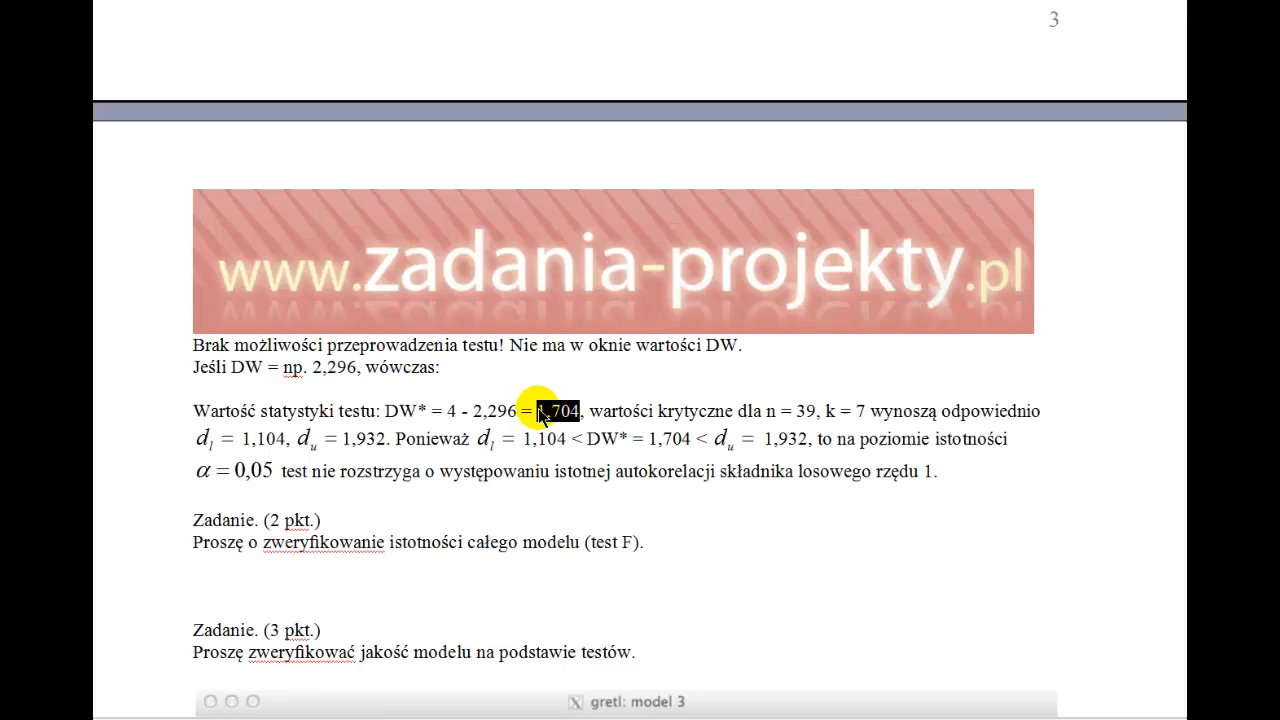 3
www.zadania-projekty.pl
Brak możliwości przeprowadzenia testu! Nie ma w oknie wartości DW.
Jeśli DW = np. 2,296, wówczas:
Wartość statystyki testu: DW* = 4 - 2,296 = 1,704, wartości krytyczne dla n = 39, k = 7 wynoszą odpowiednio
d_l = 1,104, d_u = 1,932. Ponieważ d_l = 1,104 < DW* = 1,704 < d_u = 1,932, to na poziomie istotności
α = 0,05 test nie rozstrzyga o występowaniu istotnej autokorelacji składnika losowego rzędu 1.
Zadanie. (2 pkt.)
Proszę o zweryfikowanie istotności całego modelu (test F).
Zadanie. (3 pkt.)
Proszę zweryfikować jakość modelu na podstawie testów.
gretl: model 3